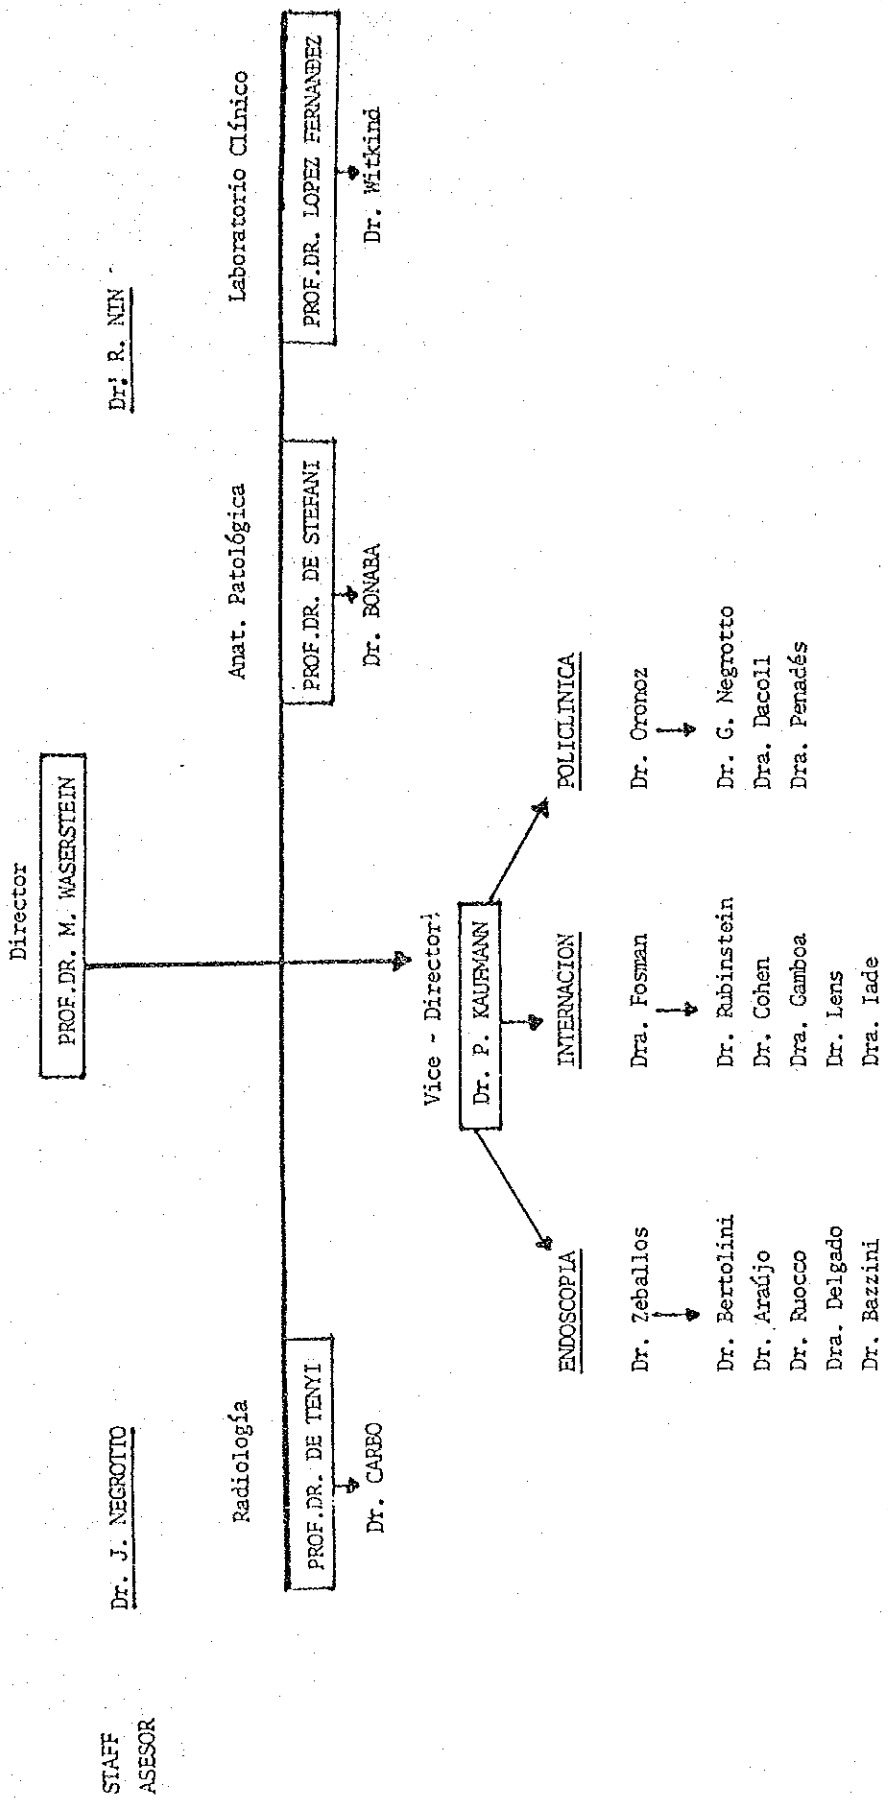 Director
PROF.DR. M. WASERSTEIN
STAFF
ASESOR
Dr. J. NEGROTTO
Dr. R. NIN
Radiología
Anat. Patológica
Laboratorio Clínico
PROF.DR. DE TENYI
PROF.DR. DE STEFANI
PROF.DR. LOPEZ FERNANDEZ
Dr. CARBO
Dr. BONABA
Dr. Witkind
Vice - Director:
Dr. P. KAUFMANN
ENDOSCOPIA
INTERNACION
POLICLINICA
Dr. Zeballos
Dra. Fosman
Dr. Oronoz
Dr. Bertolini
Dr. Rubinstein
Dr. G. Negrotto
Dr. Araújo
Dr. Cohen
Dra. Dacoll
Dr. Ruocco
Dra. Gamboa
Dra. Penadés
Dra. Delgado
Dr. Lens
Dr. Bazzini
Dra. Iade